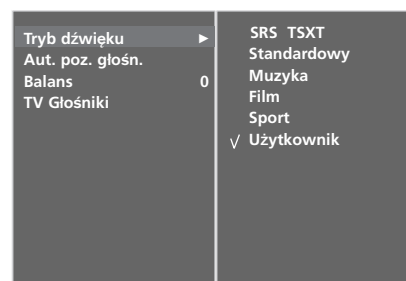 Tryb dźwięku ►
Aut. poz. głośn.
Balans 0
TV Głośniki
SRS TSXT
Standardowy
Muzyka
Film
Sport
√ Użytkownik